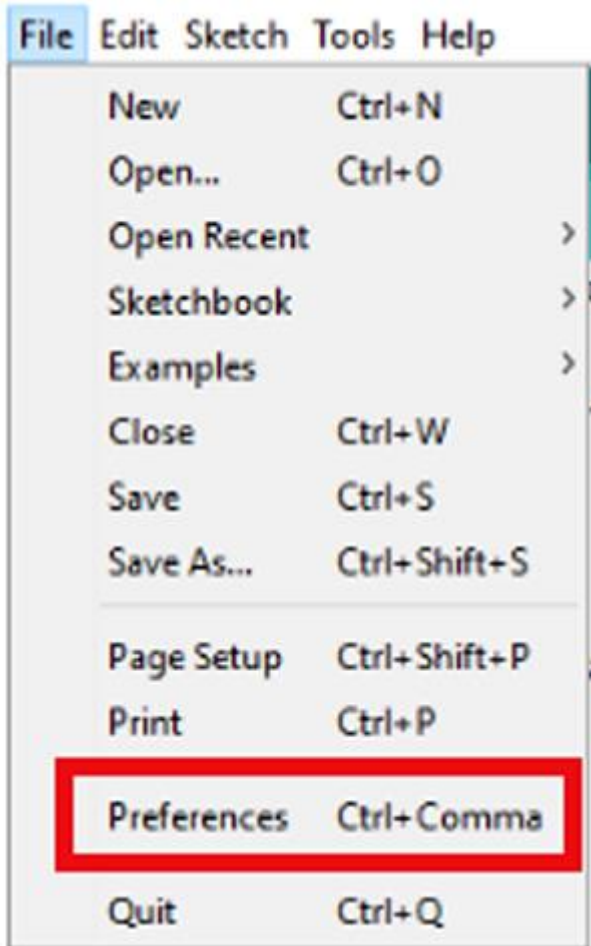 File Edit Sketch Tools Help
New Ctrl+N
Open... Ctrl+O
Open Recent >
Sketchbook >
Examples >
Close Ctrl+W
Save Ctrl+S
Save As... Ctrl+Shift+S
Page Setup Ctrl+Shift+P
Print Ctrl+P
Preferences Ctrl+Comma
Quit Ctrl+Q